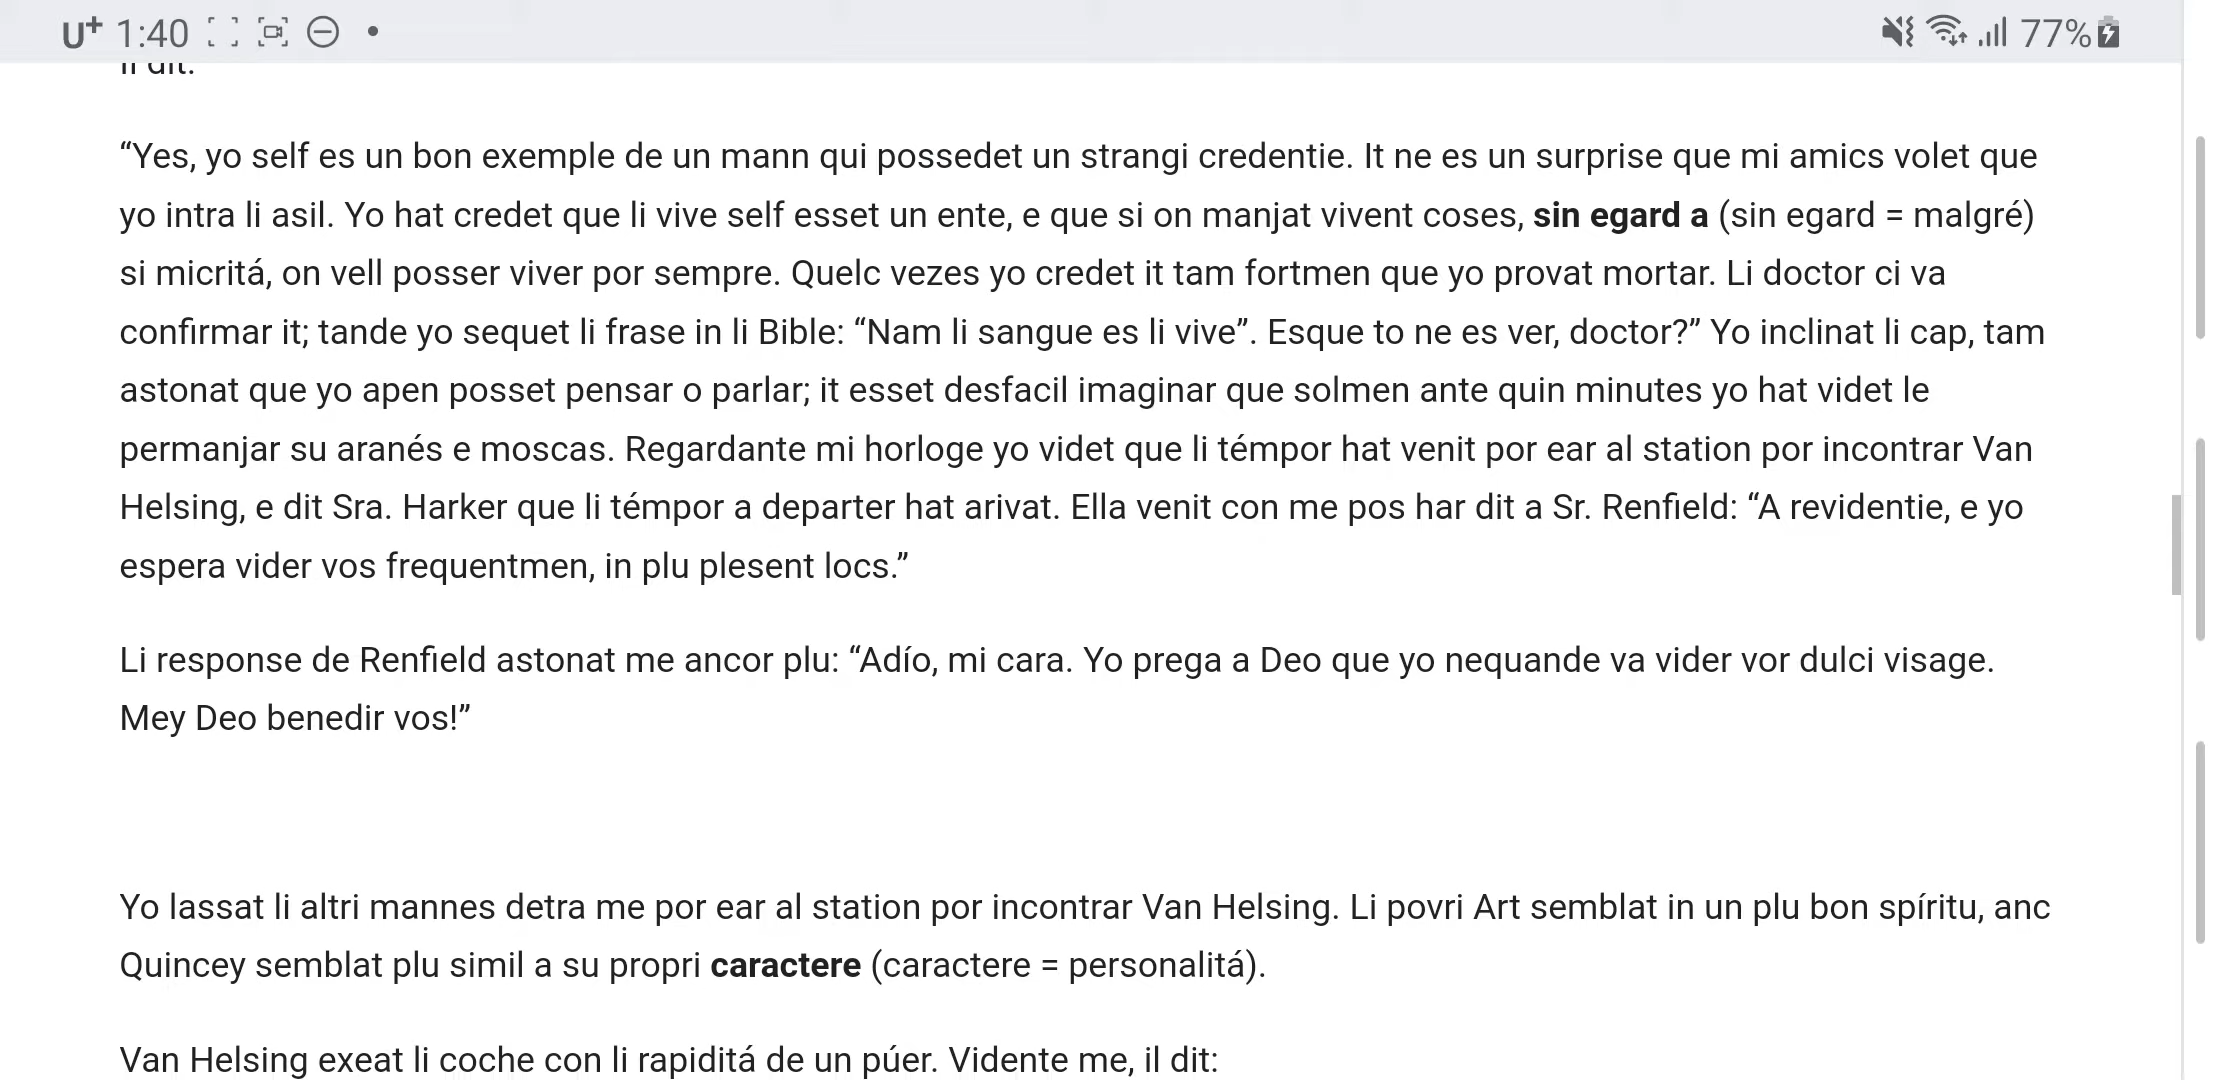 U+ 1:40 77%
il dit:
“Yes, yo self es un bon exemple de un mann qui possedet un strangi credentie. It ne es un surprise que mi amics volet que
yo intra li asil. Yo hat credet que li vive self esset un ente, e que si on manjat vivent coses, sin egard a (sin egard = malgré)
si micritá, on vell posser viver por sempre. Quelc vezes yo credet it tam fortmen que yo provat mortar. Li doctor ci va
confirmar it; tande yo sequet li frase in li Bible: “Nam li sangue es li vive”. Esque to ne es ver, doctor?” Yo inclinat li cap, tam
astonat que yo apen posset pensar o parlar; it esset desfacil imaginar que solmen ante quin minutes yo hat videt le
permanjar su aranés e moscas. Regardante mi horloge yo videt que li témpor hat venit por ear al station por incontrar Van
Helsing, e dit Sra. Harker que li témpor a departer hat arivat. Ella venit con me pos har dit a Sr. Renfield: “A revidentie, e yo
espera vider vos frequentmen, in plu plesent locs.”
Li response de Renfield astonat me ancor plu: “Adío, mi cara. Yo prega a Deo que yo nequande va vider vor dulci visage.
Mey Deo benedir vos!”
Yo lassat li altri mannes detra me por ear al station por incontrar Van Helsing. Li povri Art semblat in un plu bon spíritu, anc
Quincey semblat plu simil a su propri caractere (caractere = personalitá).
Van Helsing exeat li coche con li rapiditá de un púer. Vidente me, il dit: